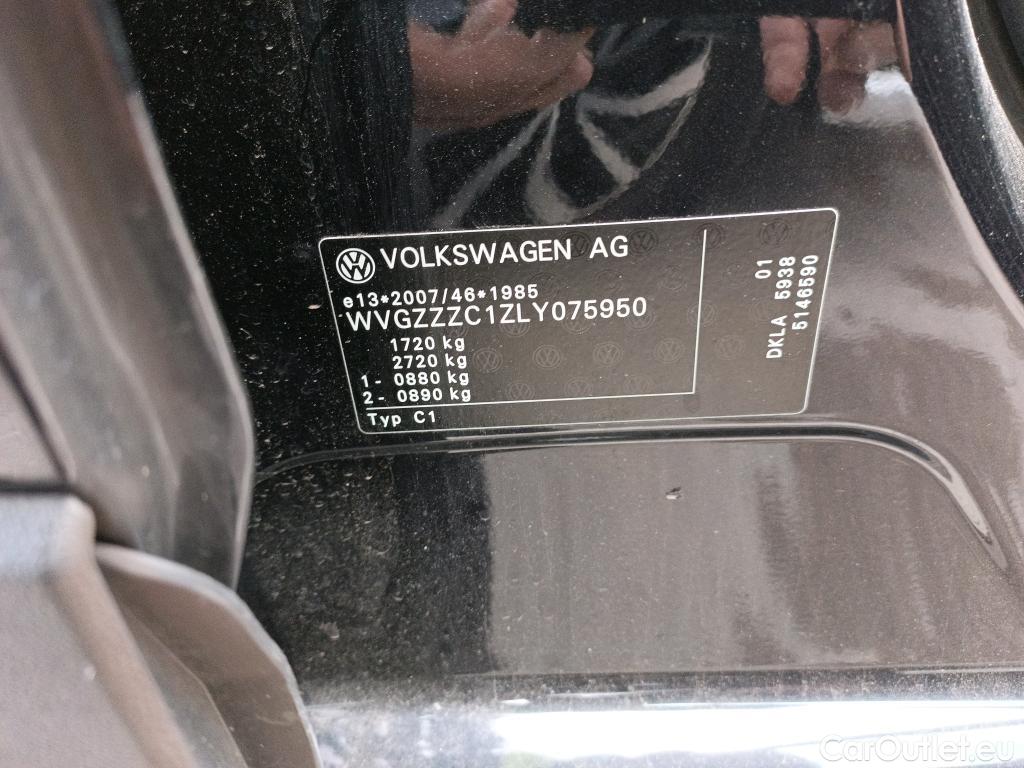 VOLKSWAGEN AG
e13*2007/46*1985
WVGZZZC1ZLY075950
1720 kg
2720 kg
1- 0880 kg
2- 0890 kg
Typ C1
01
DKLA 5938
5146590
CarOutlet.eu